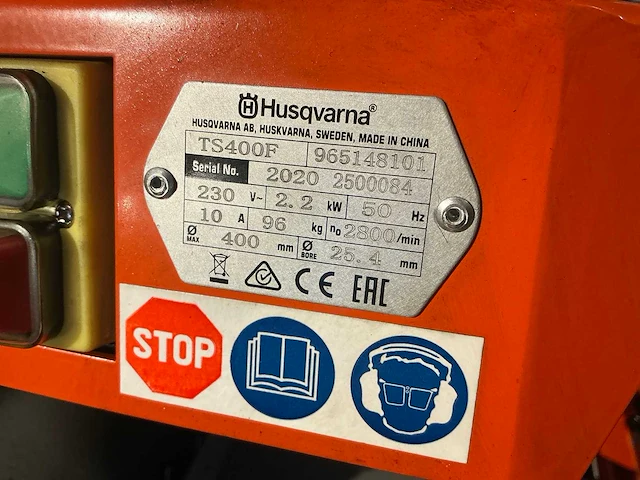 Husqvarna®
HUSQVARNA AB, HUSKVARNA, SWEDEN, MADE IN CHINA
TS400F 965148101
Serial No. 2020 2500084
230 V~ 2.2 kW 50 Hz
10 A 96 kg n₀ 2800/min
Ø MAX 400 mm Ø BORE 25.4 mm
CE EAC
STOP